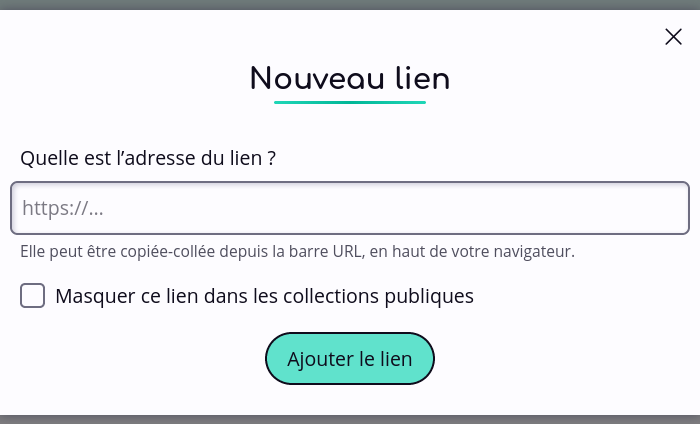 Nouveau lien
Quelle est l’adresse du lien ?
https://...
Elle peut être copiée-collée depuis la barre URL, en haut de votre navigateur.
Masquer ce lien dans les collections publiques
Ajouter le lien